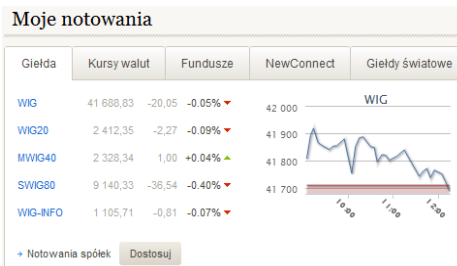 Moje notowania
Giełda Kursy walut Fundusze NewConnect Giełdy światowe
WIG 41 688,83 -20,05 -0.05%
WIG20 2 412,35 -2,27 -0.09%
MWIG40 2 328,34 1,00 +0.04%
SWIG80 9 140,33 -36,54 -0.40%
WIG-INFO 1 105,71 -0,81 -0.07%
WIG
42 000
41 900
41 800
41 700
10:00 11:00 12:00
Notowania spółek Dostosuj